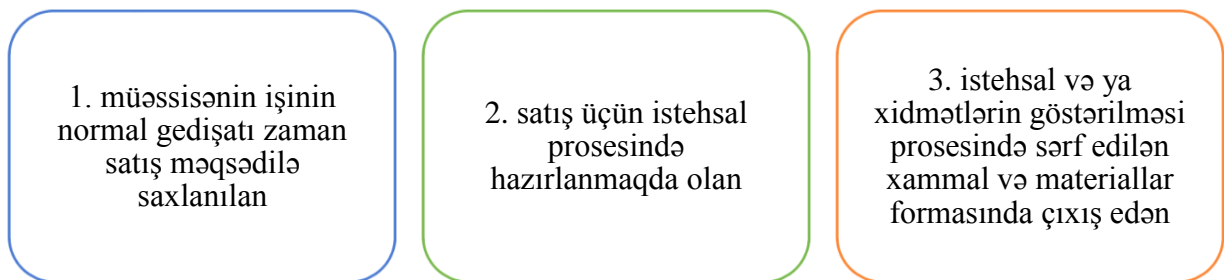 1. müəssisənin işinin
normal gedişatı zaman
satış məqsədilə
saxlanılan
2. satış üçün istehsal
prosesində
hazırlanmaqda olan
3. istehsal və ya
xidmətlərin göstərilməsi
prosesində sərf edilən
xammal və materiallar
formasında çıxış edən